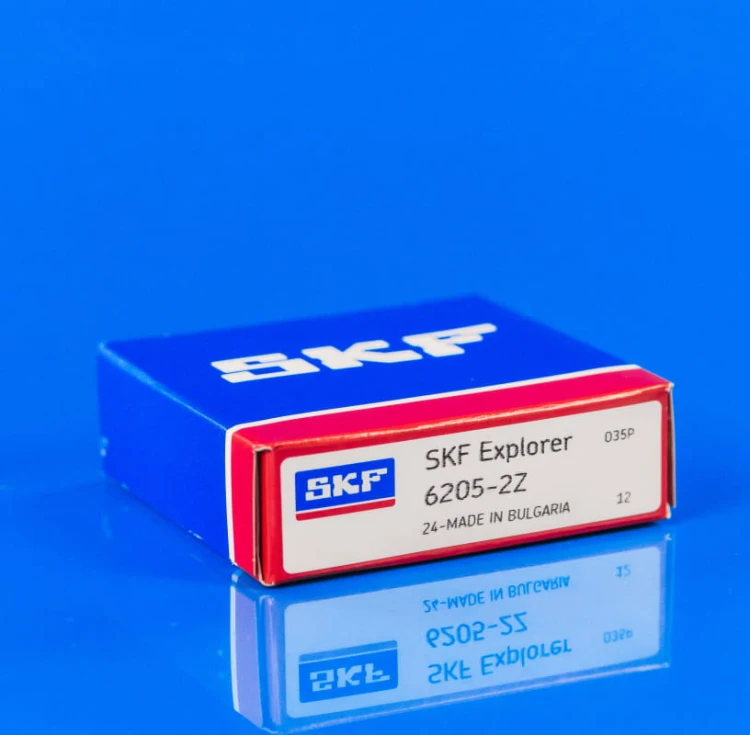 SKF
SKF
SKF Explorer
035P
6205-2Z
24-MADE IN BULGARIA
12